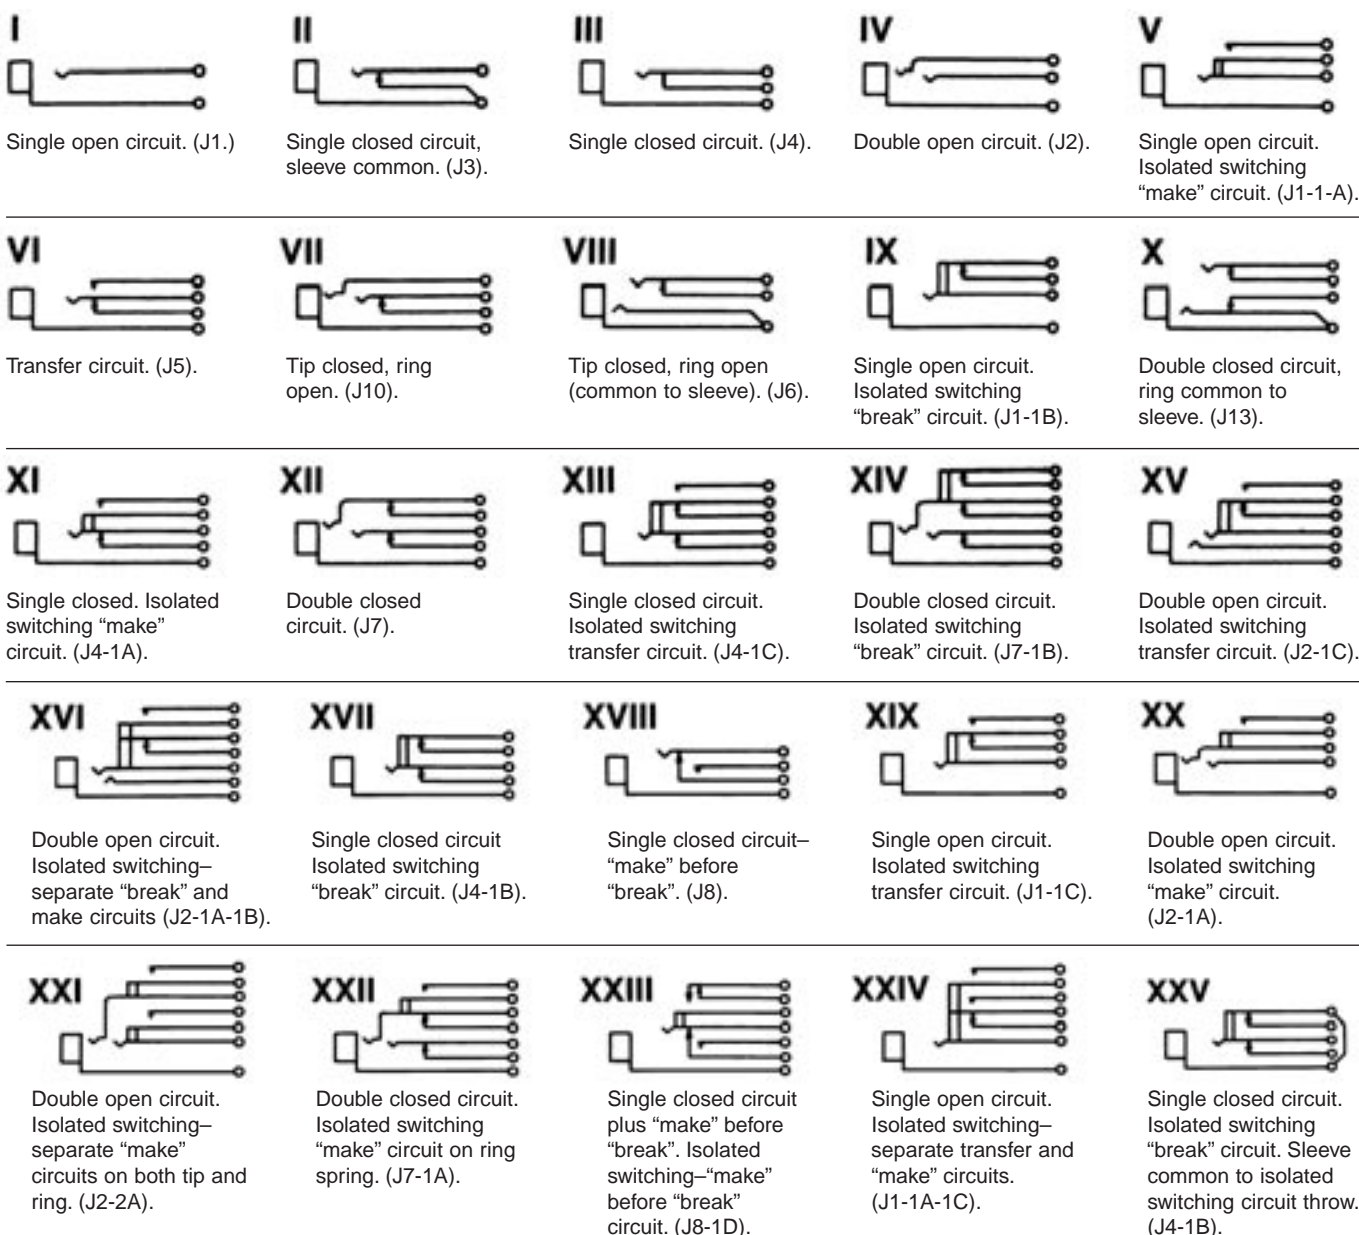 I
II
III
IV
V
Single open circuit. (J1.)
Single closed circuit,
sleeve common. (J3).
Single closed circuit. (J4).
Double open circuit. (J2).
Single open circuit.
Isolated switching
“make” circuit. (J1-1-A).
VI
VII
VIII
IX
X
Transfer circuit. (J5).
Tip closed, ring
open. (J10).
Tip closed, ring open
(common to sleeve). (J6).
Single open circuit.
Isolated switching
“break” circuit. (J1-1B).
Double closed circuit,
ring common to
sleeve. (J13).
XI
XII
XIII
XIV
XV
Single closed. Isolated
switching “make”
circuit. (J4-1A).
Double closed
circuit. (J7).
Single closed circuit.
Isolated switching
transfer circuit. (J4-1C).
Double closed circuit.
Isolated switching
“break” circuit. (J7-1B).
Double open circuit.
Isolated switching
transfer circuit. (J2-1C).
XVI
XVII
XVIII
XIX
XX
Double open circuit.
Isolated switching–
separate “break” and
make circuits (J2-1A-1B).
Single closed circuit
Isolated switching
“break” circuit. (J4-1B).
Single closed circuit–
“make” before
“break”. (J8).
Single open circuit.
Isolated switching
transfer circuit. (J1-1C).
Double open circuit.
Isolated switching
“make” circuit.
(J2-1A).
XXI
XXII
XXIII
XXIV
XXV
Double open circuit.
Isolated switching–
separate “make”
circuits on both tip and
ring. (J2-2A).
Double closed circuit.
Isolated switching
“make” circuit on ring
spring. (J7-1A).
Single closed circuit
plus “make” before
“break”. Isolated
switching–“make”
before “break”
circuit. (J8-1D).
Single open circuit.
Isolated switching–
separate transfer and
“make” circuits.
(J1-1A-1C).
Single closed circuit.
Isolated switching
“break” circuit. Sleeve
common to isolated
switching circuit throw.
(J4-1B).